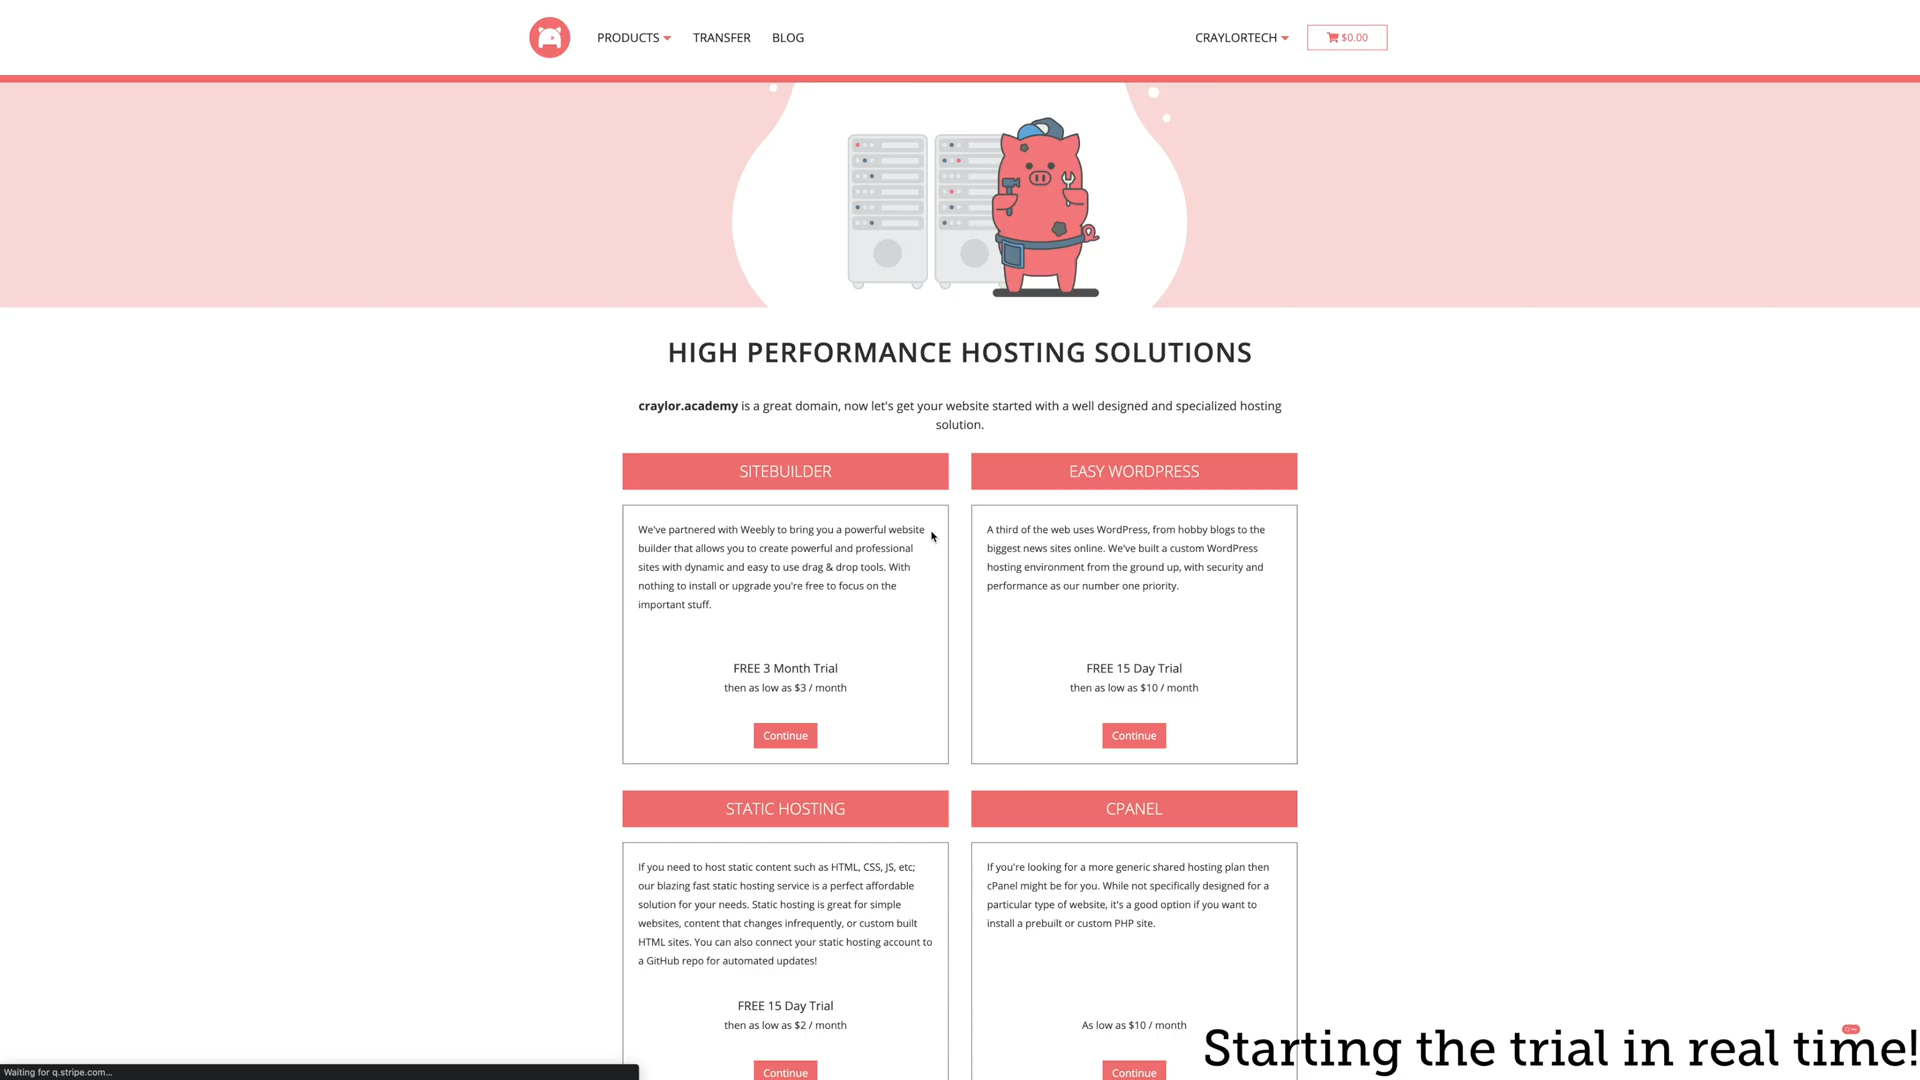 PRODUCTS TRANSFER BLOG CRAYLORTECH $0.00
HIGH PERFORMANCE HOSTING SOLUTIONS
craylor.academy is a great domain, now let's get your website started with a well designed and specialized hosting
solution.
SITEBUILDER
We've partnered with Weebly to bring you a powerful website
builder that allows you to create powerful and professional
sites with dynamic and easy to use drag & drop tools. With
nothing to install or upgrade you're free to focus on the
important stuff.
FREE 3 Month Trial
then as low as $3 / month
Continue
EASY WORDPRESS
A third of the web uses WordPress, from hobby blogs to the
biggest news sites online. We've built a custom WordPress
hosting environment from the ground up, with security and
performance as our number one priority.
FREE 15 Day Trial
then as low as $10 / month
Continue
STATIC HOSTING
If you need to host static content such as HTML, CSS, JS, etc;
our blazing fast static hosting service is a perfect affordable
solution for your needs. Static hosting is great for simple
websites, content that changes infrequently, or custom built
HTML sites. You can also connect your static hosting account to
a GitHub repo for automated updates!
FREE 15 Day Trial
then as low as $2 / month
Continue
CPANEL
If you're looking for a more generic shared hosting plan then
cPanel might be for you. While not specifically designed for a
particular type of website, it's a good option if you want to
install a prebuilt or custom PHP site.
As low as $10 / month
Continue
Starting the trial in real time!
Waiting for q.stripe.com...